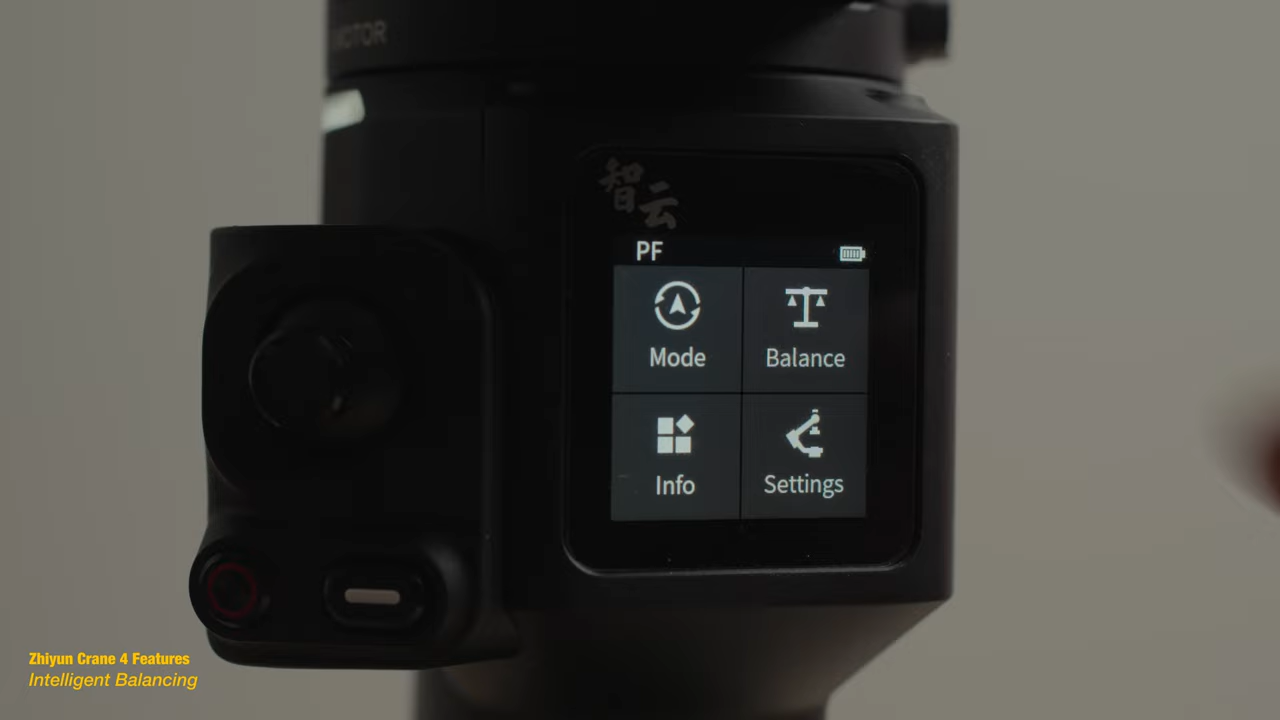 MOTOR
智云
PF
Mode
Balance
Info
Settings
Zhiyun Crane 4 Features
Intelligent Balancing